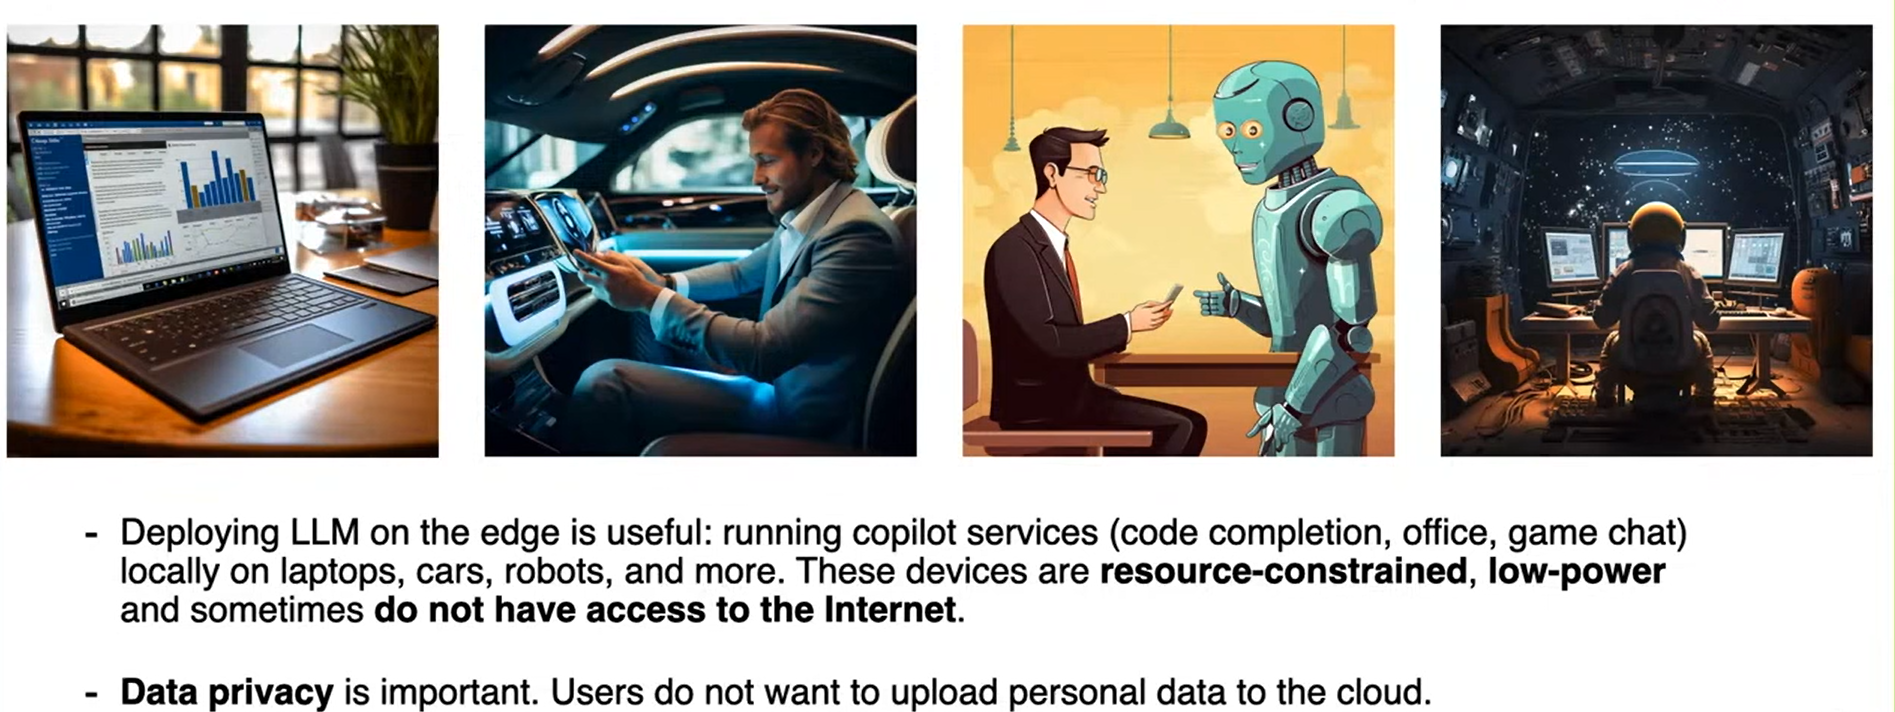 - Deploying LLM on the edge is useful: running copilot services (code completion, office, game chat)
locally on laptops, cars, robots, and more. These devices are resource-constrained, low-power
and sometimes do not have access to the Internet.
- Data privacy is important. Users do not want to upload personal data to the cloud.